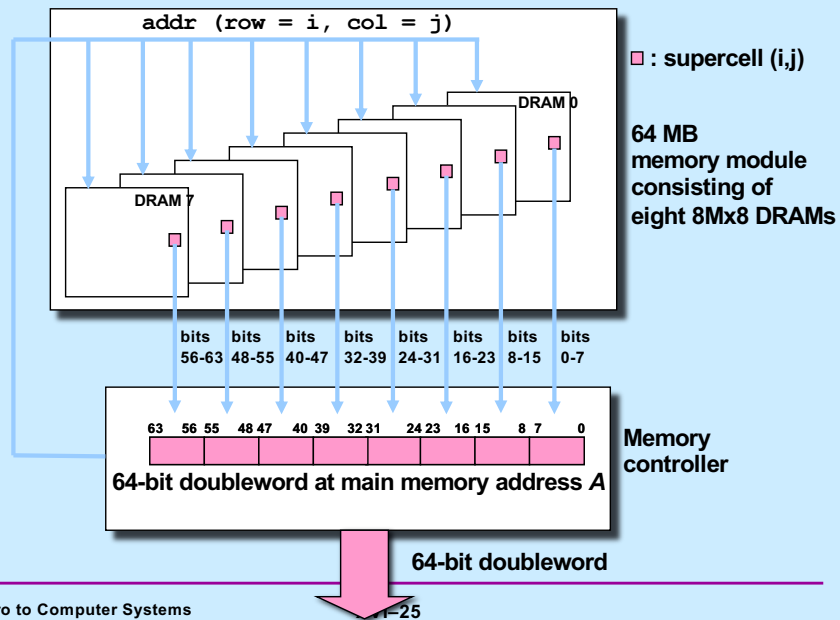 addr (row = i, col = j)
: supercell (i,j)
DRAM 0
64 MB
memory module
consisting of
eight 8Mx8 DRAMs
DRAM 7
bits bits bits bits bits bits bits bits
56-63 48-55 40-47 32-39 24-31 16-23 8-15 0-7
63 56 55 48 47 40 39 32 31 24 23 16 15 8 7 0
Memory
controller
64-bit doubleword at main memory address A
64-bit doubleword
ro to Computer Systems
–25